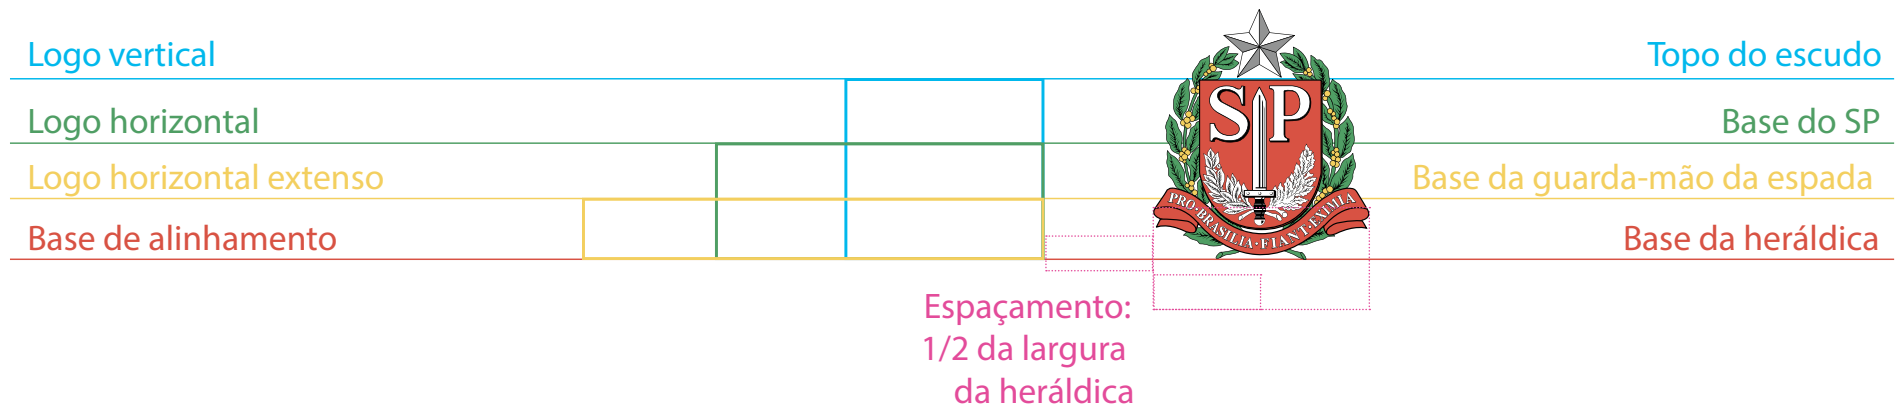 Logo vertical
Topo do escudo
Logo horizontal
Base do SP
Logo horizontal extenso
Base da guarda-mão da espada
Base de alinhamento
Base da heráldica
SP
PRO·BRASILIA·FIANT·EXIMIA
Espaçamento:
1/2 da largura
da heráldica